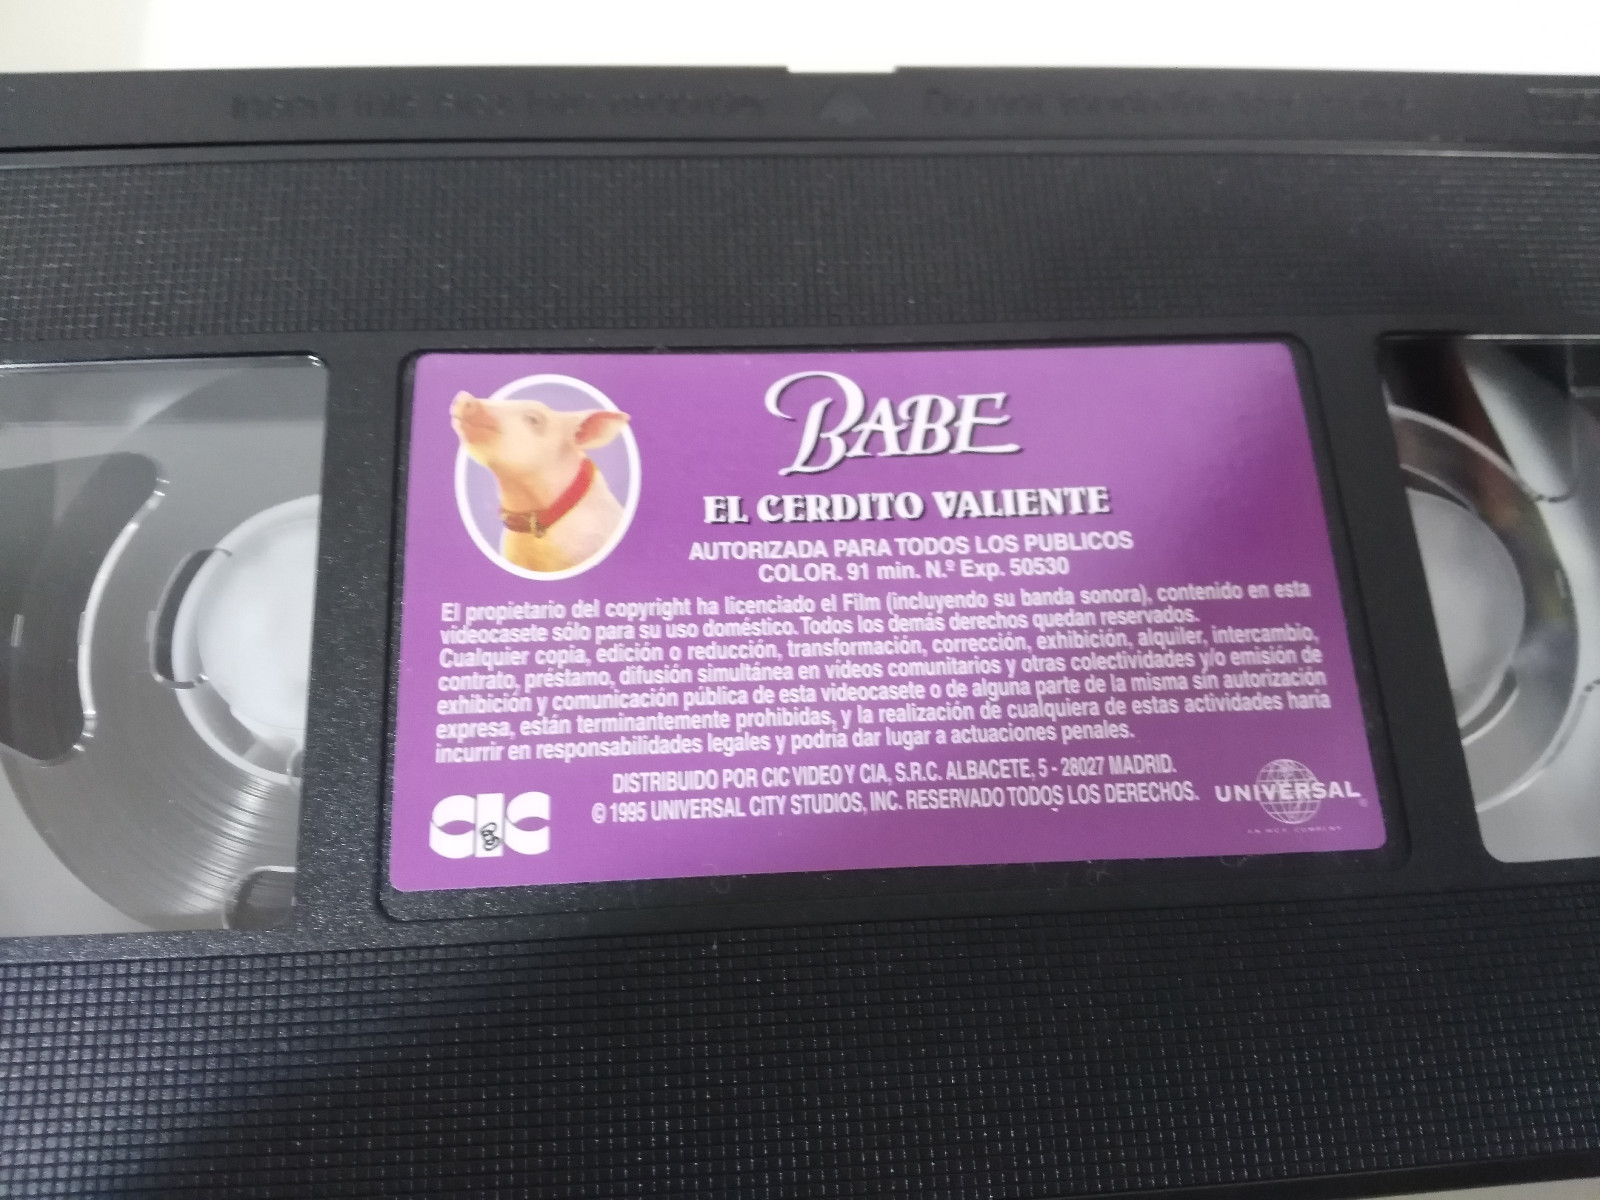 BABE
EL CERDITO VALIENTE
AUTORIZADA PARA TODOS LOS PUBLICOS
COLOR. 91 min. N.º Exp. 50530
El propietario del copyright ha licenciado el Film (incluyendo su banda sonora), contenido en esta
videocasete sólo para su uso doméstico. Todos los demás derechos quedan reservados.
Cualquier copia, edición o reducción, transformación, corrección, exhibición, alquiler, intercambio,
contrato, préstamo, difusión simultánea en videos comunitarios y otras colectividades y/o emisión de
exhibición y comunicación pública de esta videocasete o de alguna parte de la misma sin autorización
expresa, están terminantemente prohibidas, y la realización de cualquiera de estas actividades haría
incurrir en responsabilidades legales y podría dar lugar a actuaciones penales.
DISTRIBUIDO POR CIC VIDEO Y CIA, S.R.C. ALBACETE, 5 - 28027 MADRID.
© 1995 UNIVERSAL CITY STUDIOS, INC. RESERVADO TODOS LOS DERECHOS.
CIC
UNIVERSAL
AN MCA COMPANY